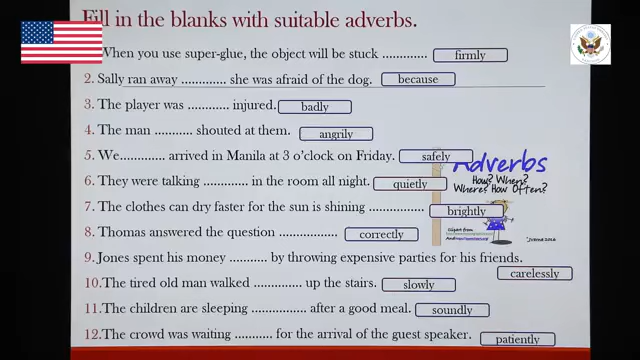 Fill in the blanks with suitable adverbs.
When you use super-glue, the object will be stuck ............. firmly
2. Sally ran away ............. she was afraid of the dog. because
3. The player was ............ injured. badly
4. The man .......... shouted at them. angrily
5. We............. arrived in Manila at 3 o'clock on Friday. safely
Adverbs
How? When?
Where? How Often?
6. They were talking ............. in the room all night. quietly
7. The clothes can dry faster for the sun is shining ................ brightly
8. Thomas answered the question ................. correctly
Clipart from
Jvorma 2012
9. Jones spent his money ........... by throwing expensive parties for his friends.
carelessly
10. The tired old man walked .............. up the stairs. slowly
11. The children are sleeping ............. after a good meal. soundly
12. The crowd was waiting ............ for the arrival of the guest speaker. patiently